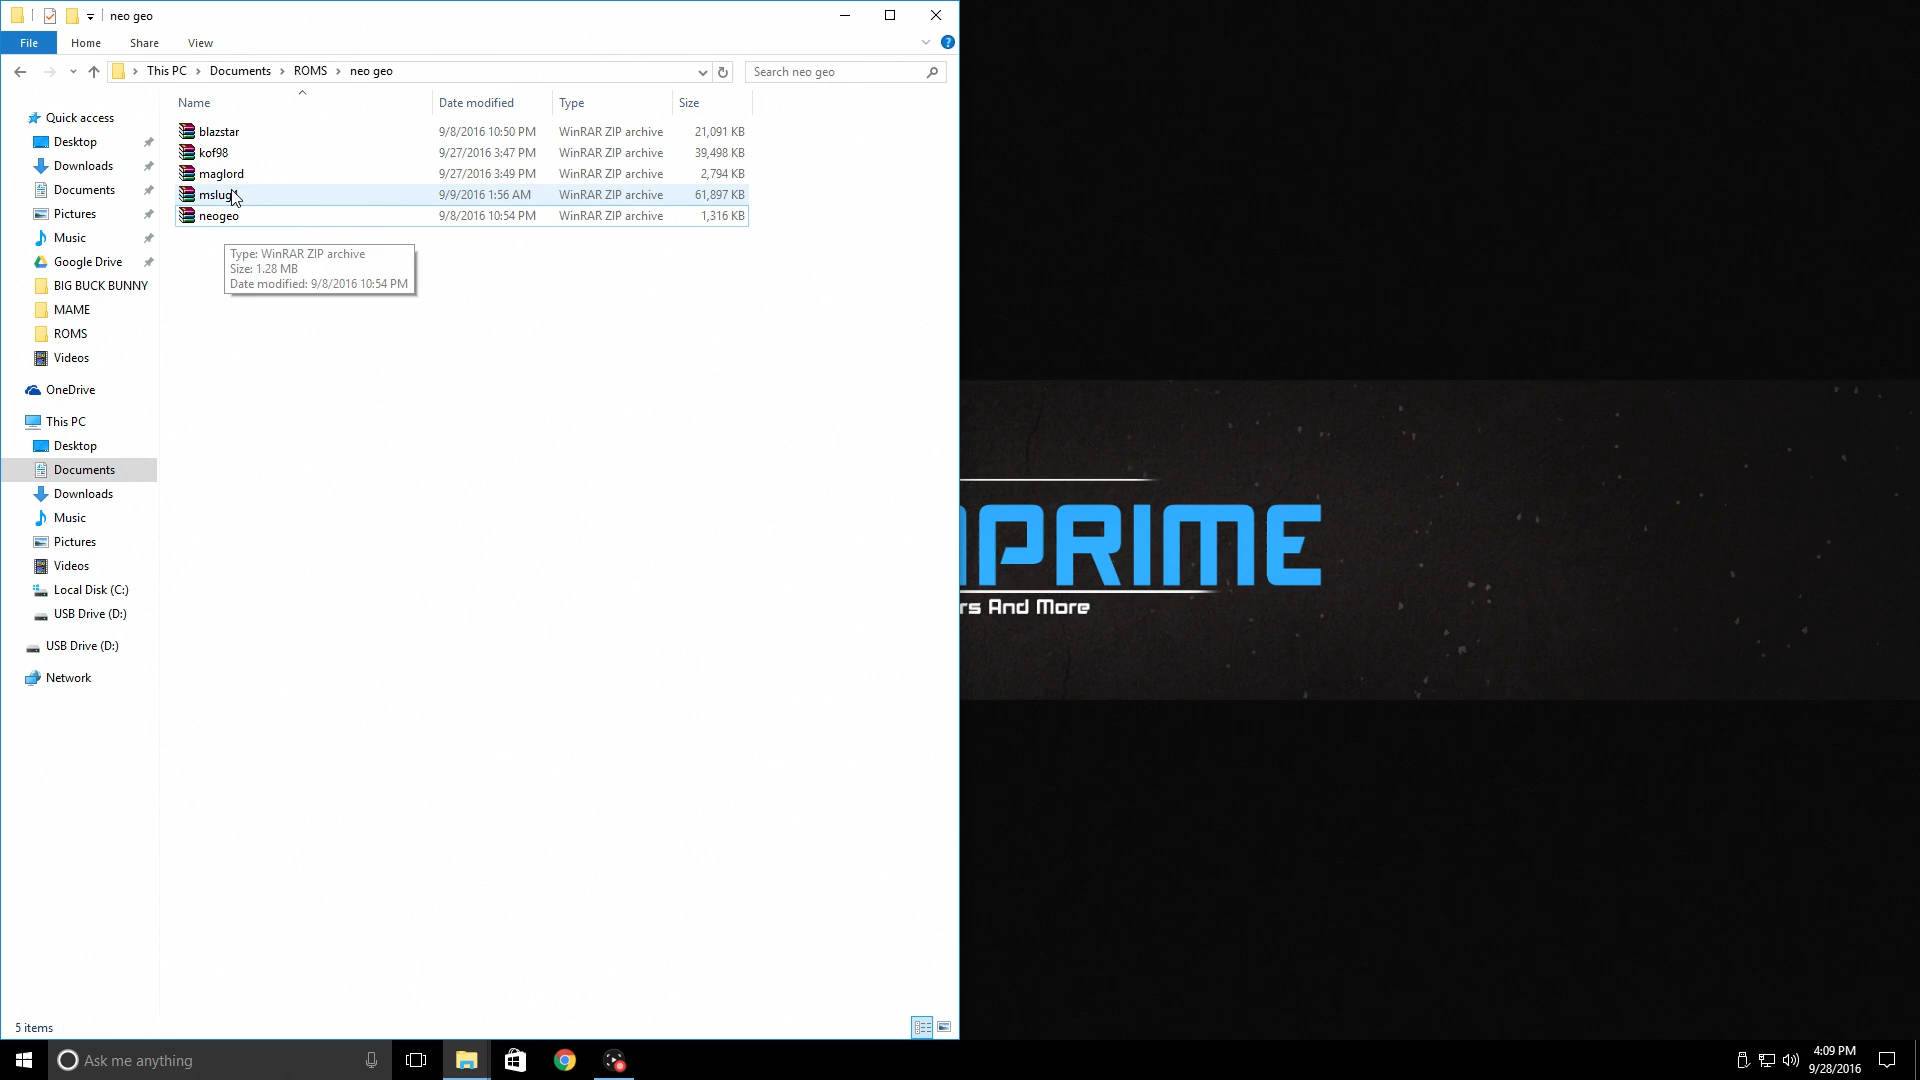 neo geo
File Home Share View
This PC Documents ROMS neo geo
Search neo geo
Name Date modified Type Size
blazstar 9/8/2016 10:50 PM WinRAR ZIP archive 21,091 KB
kof98 9/27/2016 3:47 PM WinRAR ZIP archive 39,498 KB
maglord 9/27/2016 3:49 PM WinRAR ZIP archive 2,794 KB
9/9/2016 1:56 AM WinRAR ZIP archive 61,897 KB
neogeo 9/8/2016 10:54 PM WinRAR ZIP archive 1,316 KB
Type: WinRAR ZIP archive
Size: 1.28 MB
Date modified: 9/8/2016 10:54 PM
Quick access
Desktop
Downloads
Documents
Pictures
Music
Google Drive
BIG BUCK BUNNY
MAME
ROMS
Videos
OneDrive
This PC
Desktop
Documents
Downloads
Music
Pictures
Videos
Local Disk (C:)
USB Drive (D:)
USB Drive (D:)
Network
PRIME
rs And More
5 items
Ask me anything
4:09 PM
9/28/2016